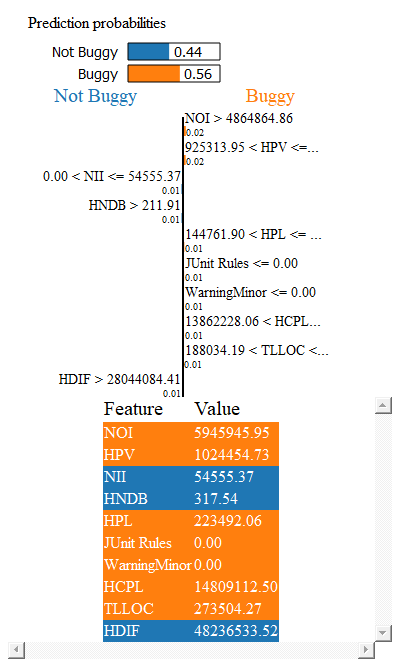 Prediction probabilities
Not Buggy 0.44
Buggy 0.56
Not Buggy Buggy
NOI > 4864864.86
0.02
925313.95 < HPV <=...
0.02
0.00 < NII <= 54555.37
0.01
HNDB > 211.91
0.01
144761.90 < HPL <= ...
0.01
JUnit Rules <= 0.00
0.01
WarningMinor <= 0.00
0.01
13862228.06 < HCPL...
0.01
188034.19 < TLLOC <...
0.01
HDIF > 28044084.41
0.01
Feature Value
NOI 5945945.95
HPV 1024454.73
NII 54555.37
HNDB 317.54
HPL 223492.06
JUnit Rules 0.00
WarningMinor 0.00
HCPL 14809112.50
TLLOC 273504.27
HDIF 48236533.52